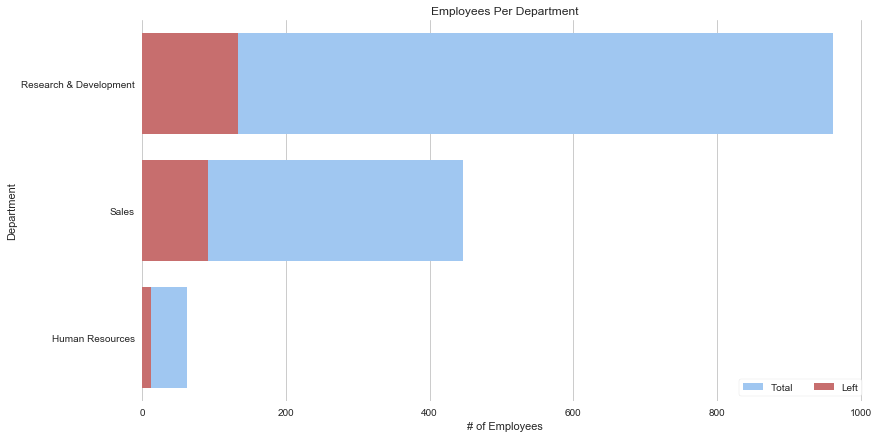 Employees Per Department
Department
Research & Development
Sales
Human Resources
Total
Left
0 200 400 600 800 1000
# of Employees